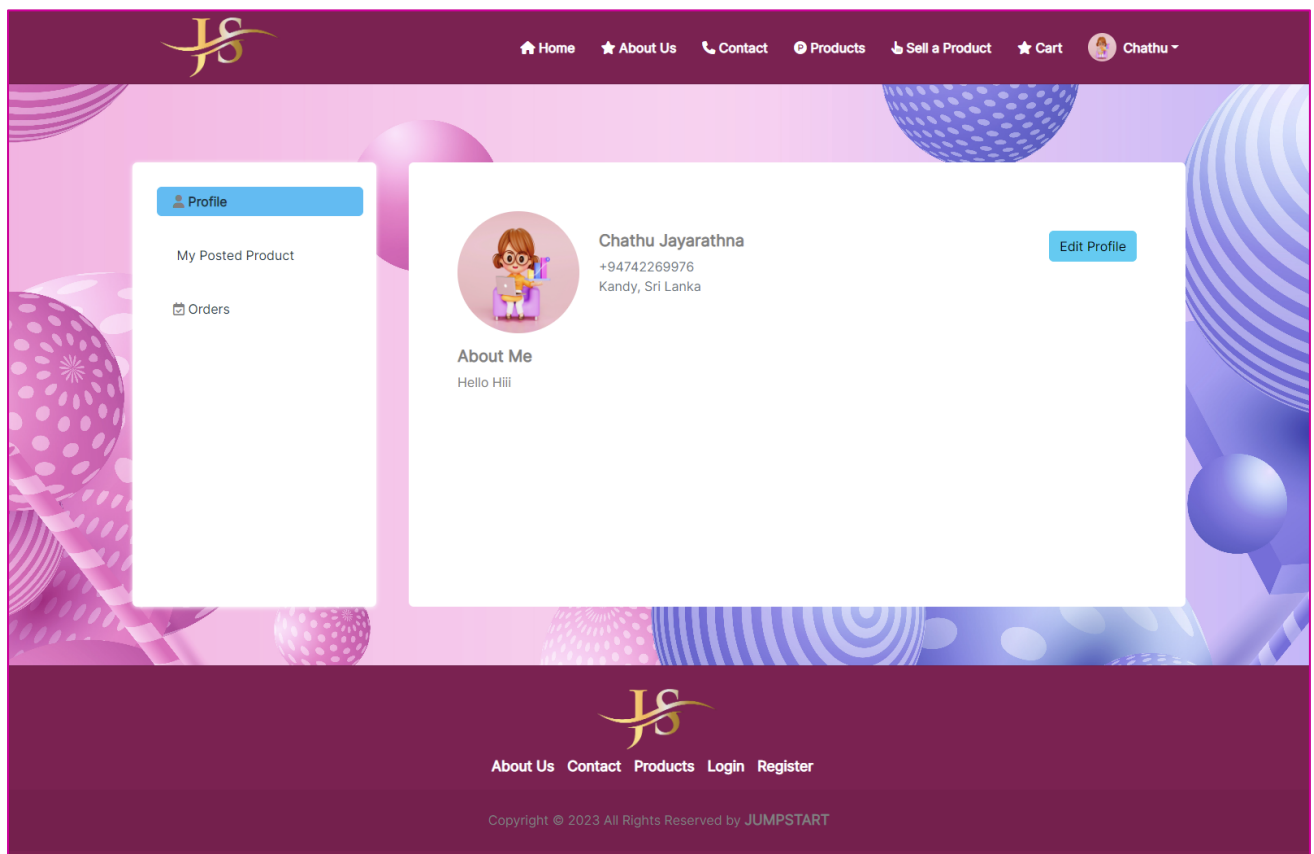 JS
Home About Us Contact Products Sell a Product Cart Chathu
Profile
My Posted Product
Orders
Chathu Jayarathna
+94742269976
Kandy, Sri Lanka
Edit Profile
About Me
Hello Hiii
JS
About Us Contact Products Login Register
Copyright © 2023 All Rights Reserved by JUMPSTART